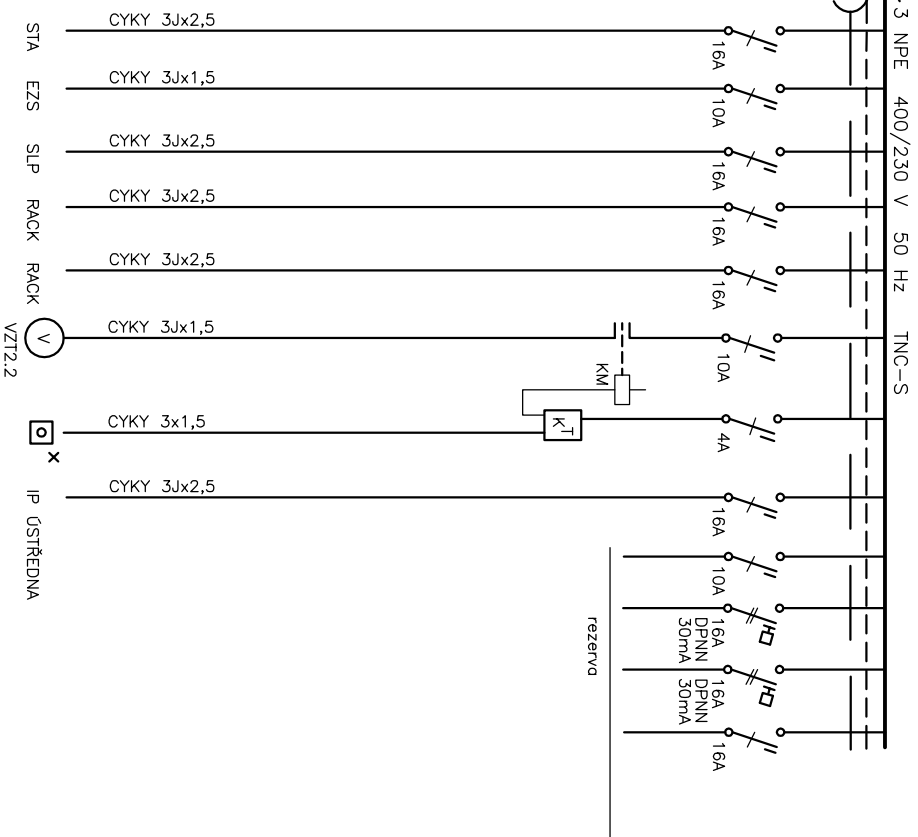 3 NPE 400/230 V 50 Hz TNC-S
CYKY 3Jx2,5
16A
STA
CYKY 3Jx1,5
10A
EZS
CYKY 3Jx2,5
16A
SLP
CYKY 3Jx2,5
16A
RACK
CYKY 3Jx2,5
16A
RACK
CYKY 3Jx1,5
10A
KM
V
VZT2.2
CYKY 3x1,5
KT
4A
x
CYKY 3Jx2,5
16A
IP ÚSTŘEDNA
10A
16A
DPNN
30mA
16A
DPNN
30mA
16A
rezerva